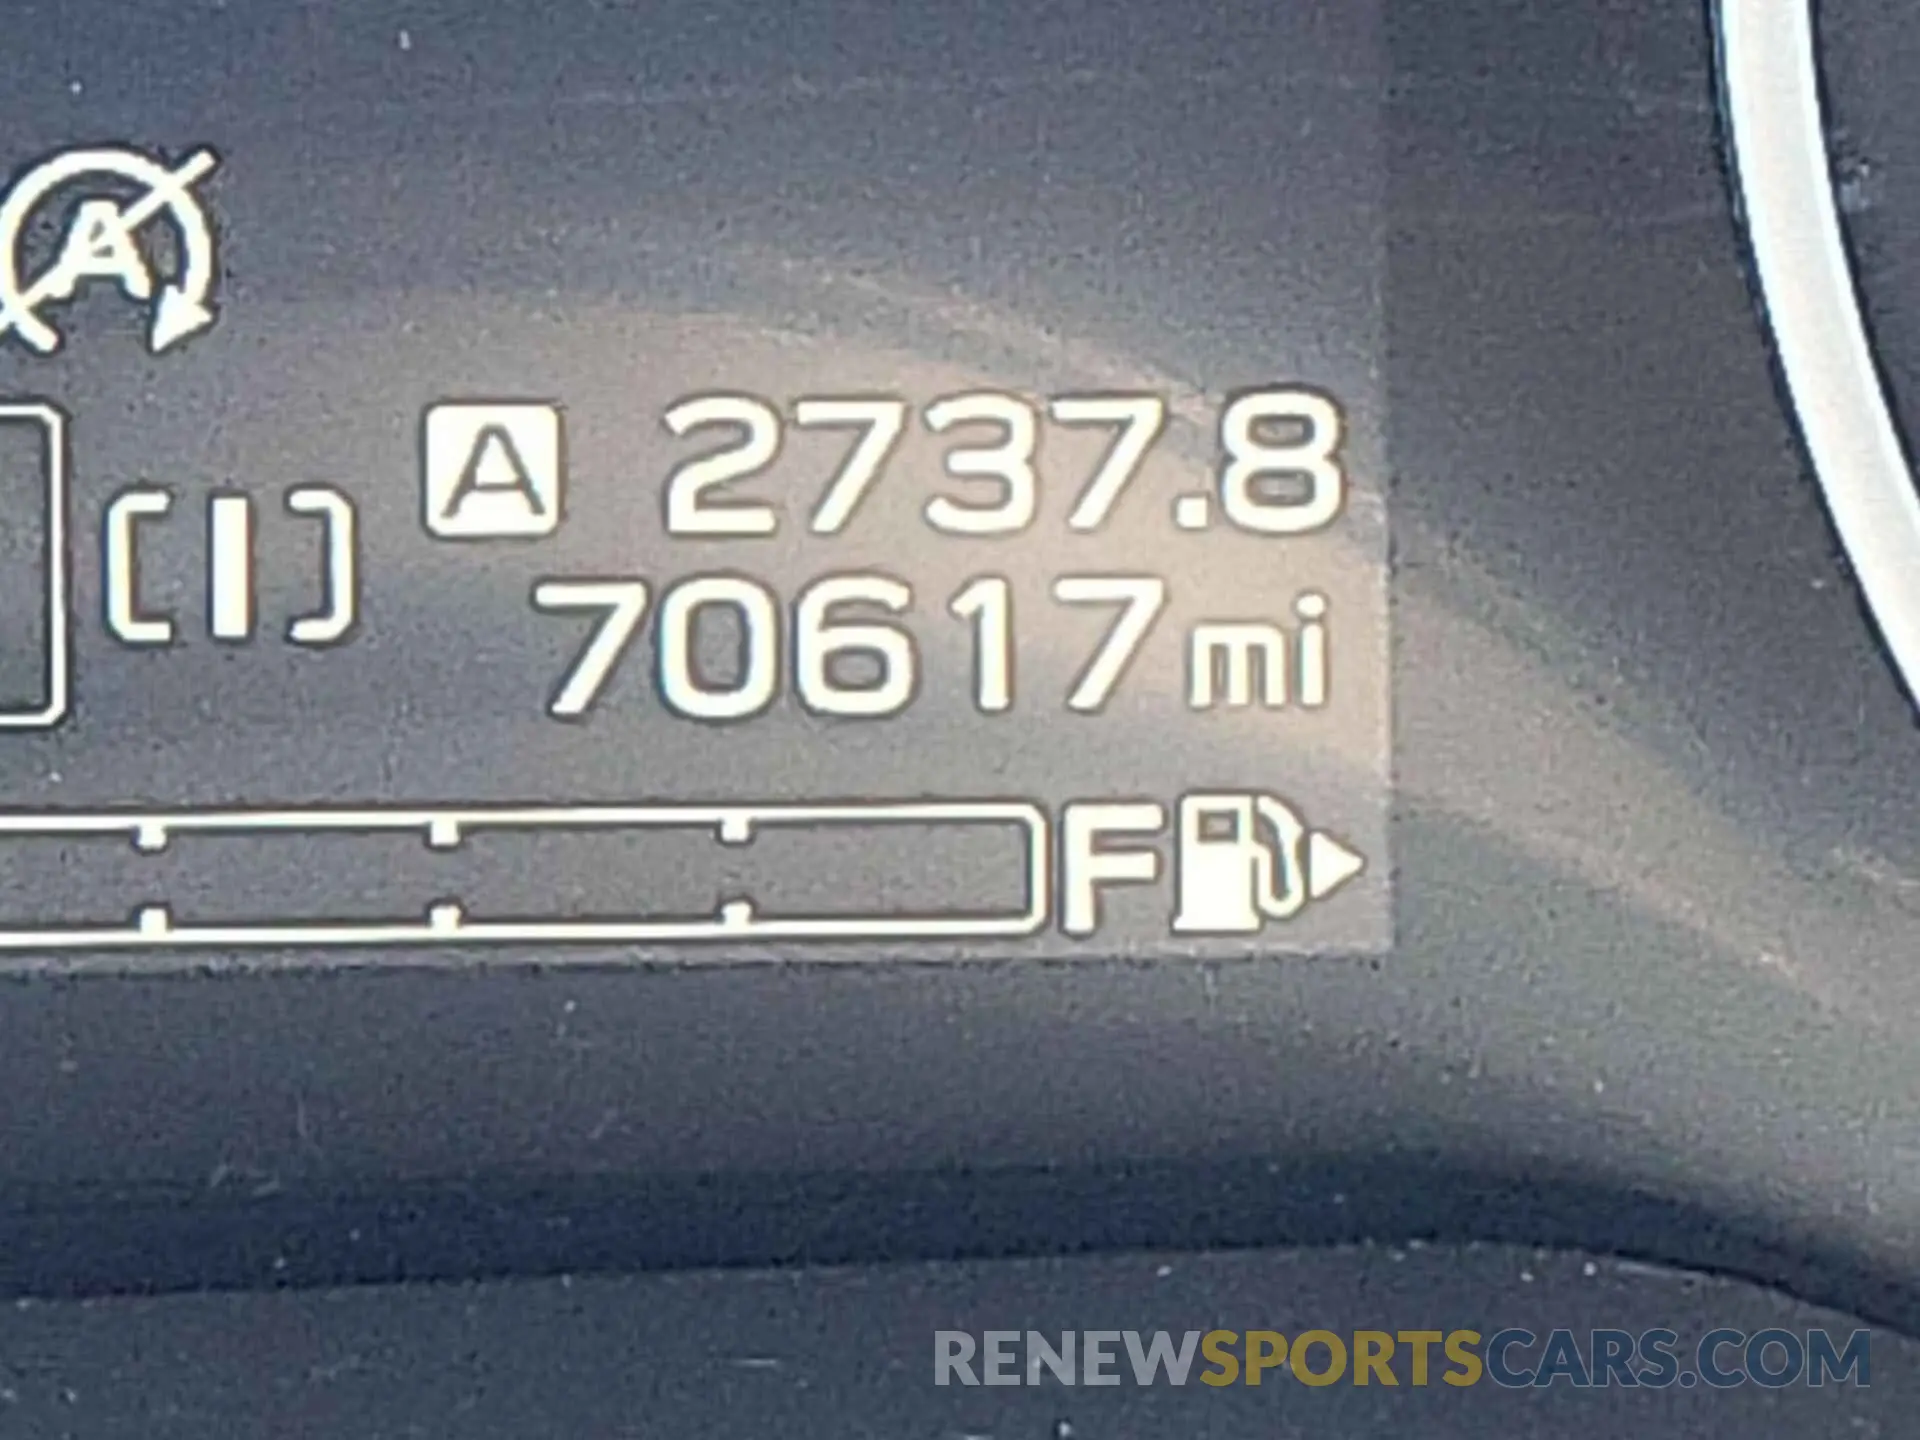 A
A 2737.8
70617 mi
F
RENEWSPORTSCARS.COM